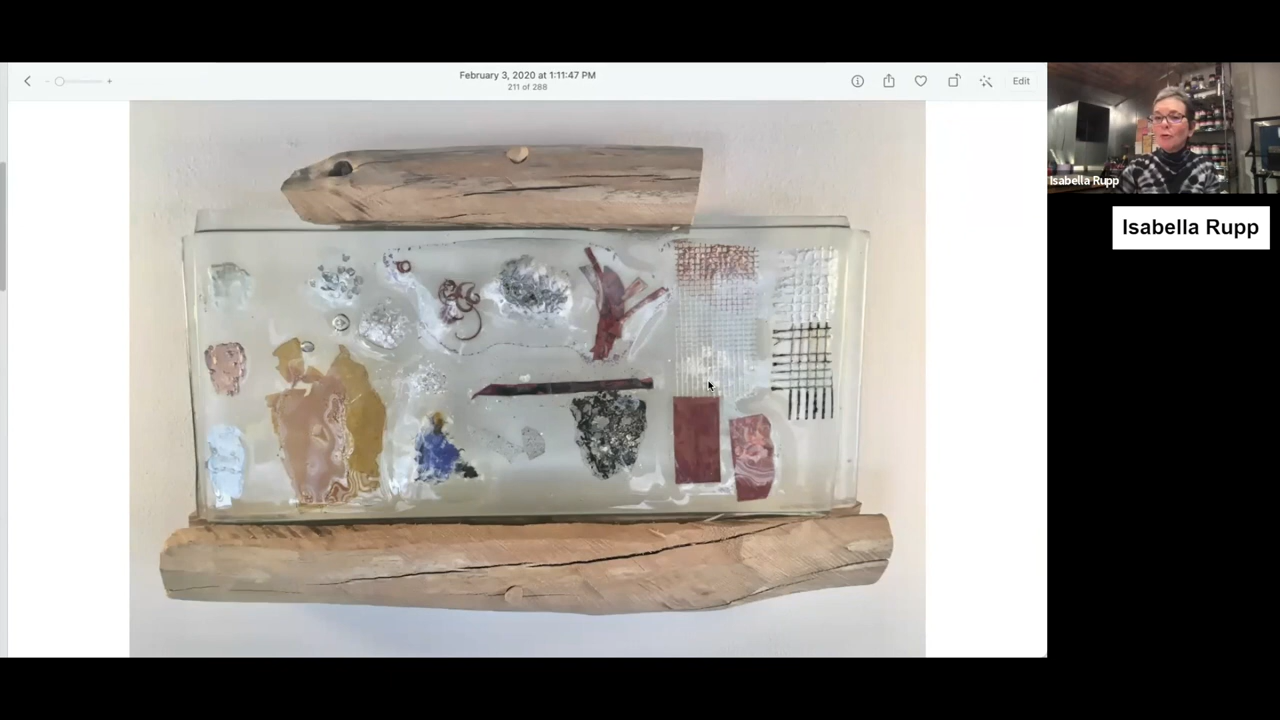 February 3, 2020 at 1:11:47 PM
211 of 288
Edit
Isabella Rupp
Isabella Rupp